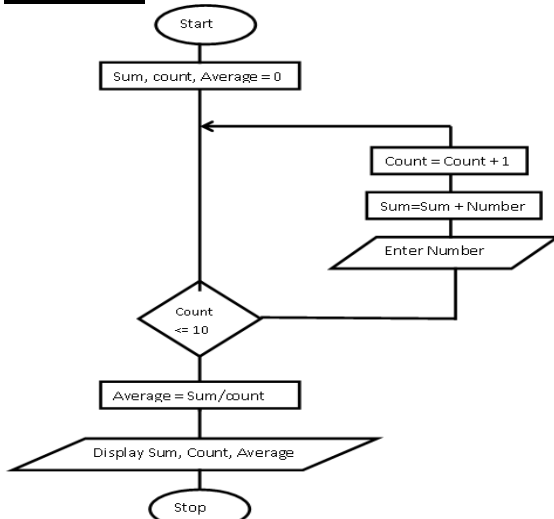 Start
Sum, count, Average = 0
Count = Count + 1
Sum=Sum + Number
Enter Number
Count
<= 10
Average = Sum/count
Display Sum, Count, Average
Stop